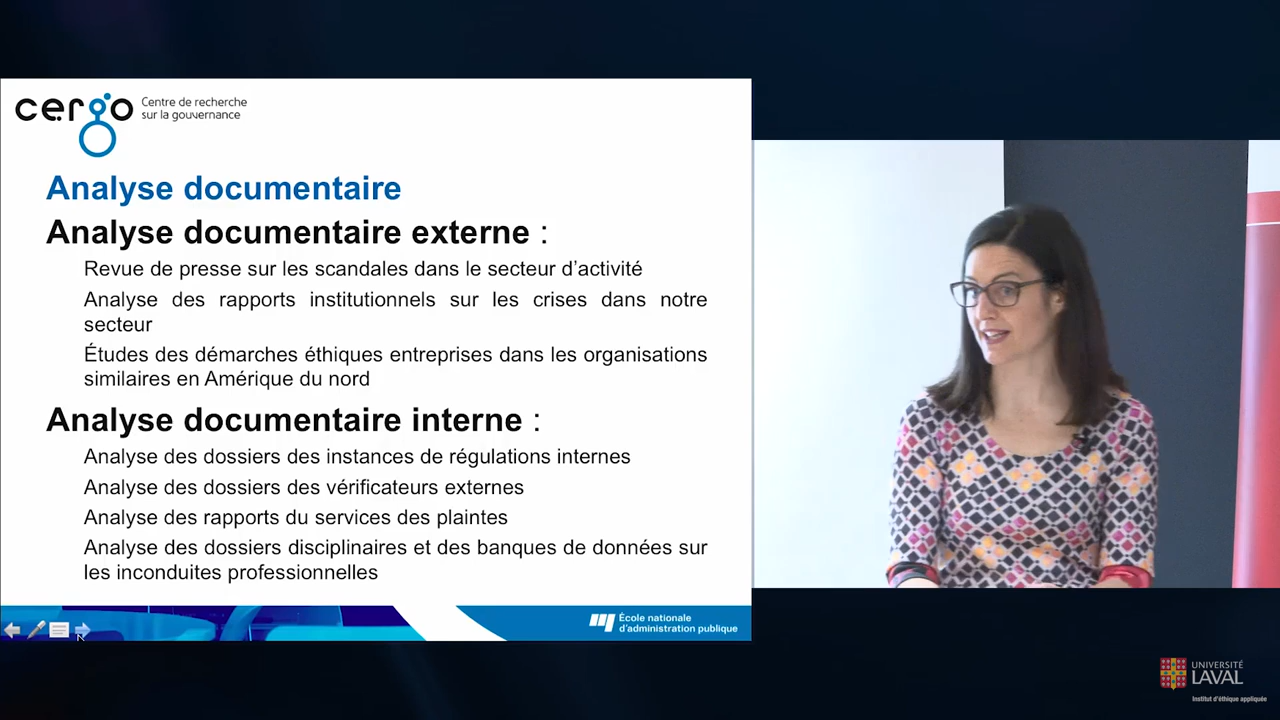 cergo
Centre de recherche
sur la gouvernance
Analyse documentaire
Analyse documentaire externe :
Revue de presse sur les scandales dans le secteur d’activité
Analyse des rapports institutionnels sur les crises dans notre
secteur
Études des démarches éthiques entreprises dans les organisations
similaires en Amérique du nord
Analyse documentaire interne :
Analyse des dossiers des instances de régulations internes
Analyse des dossiers des vérificateurs externes
Analyse des rapports du services des plaintes
Analyse des dossiers disciplinaires et des banques de données sur
les inconduites professionnelles
École nationale
d’administration publique
UNIVERSITÉ
LAVAL
Institut d’éthique appliquée